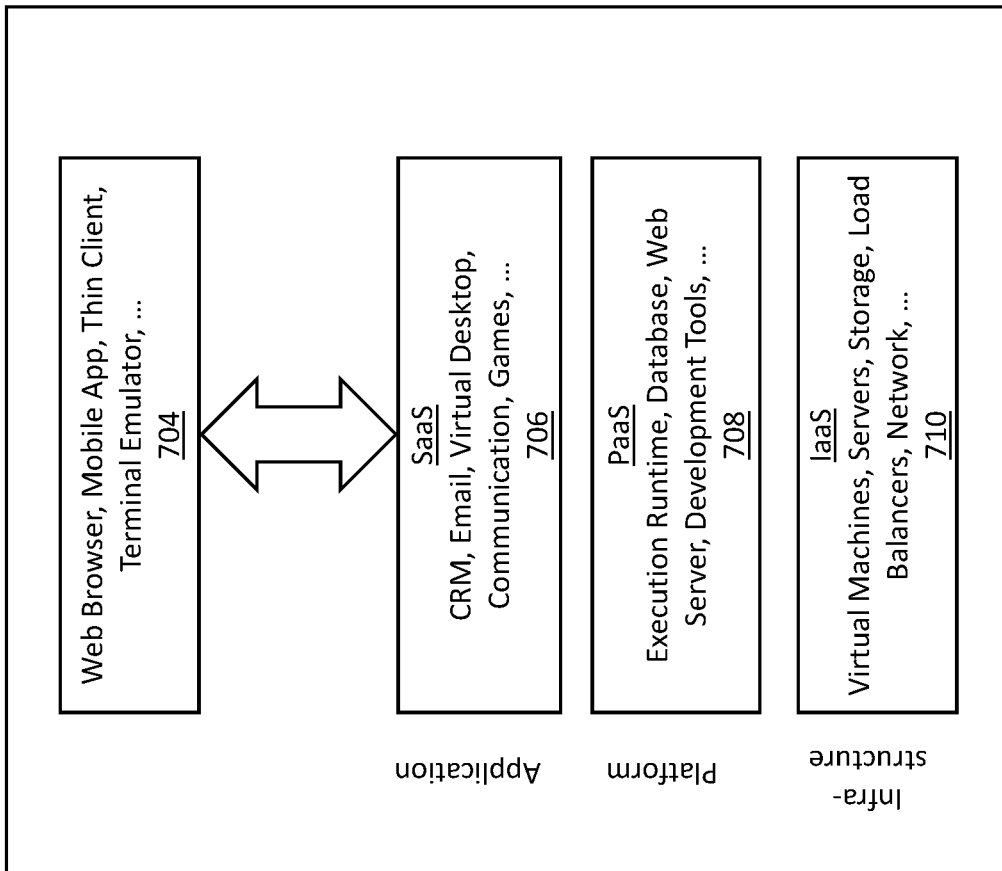 Web Browser, Mobile App, Thin Client,
Terminal Emulator, ...
704
Application
SaaS
CRM, Email, Virtual Desktop,
Communication, Games, ...
706
Platform
PaaS
Execution Runtime, Database, Web
Server, Development Tools, ...
708
Infra-
structure
IaaS
Virtual Machines, Servers, Storage, Load
Balancers, Network, ...
710